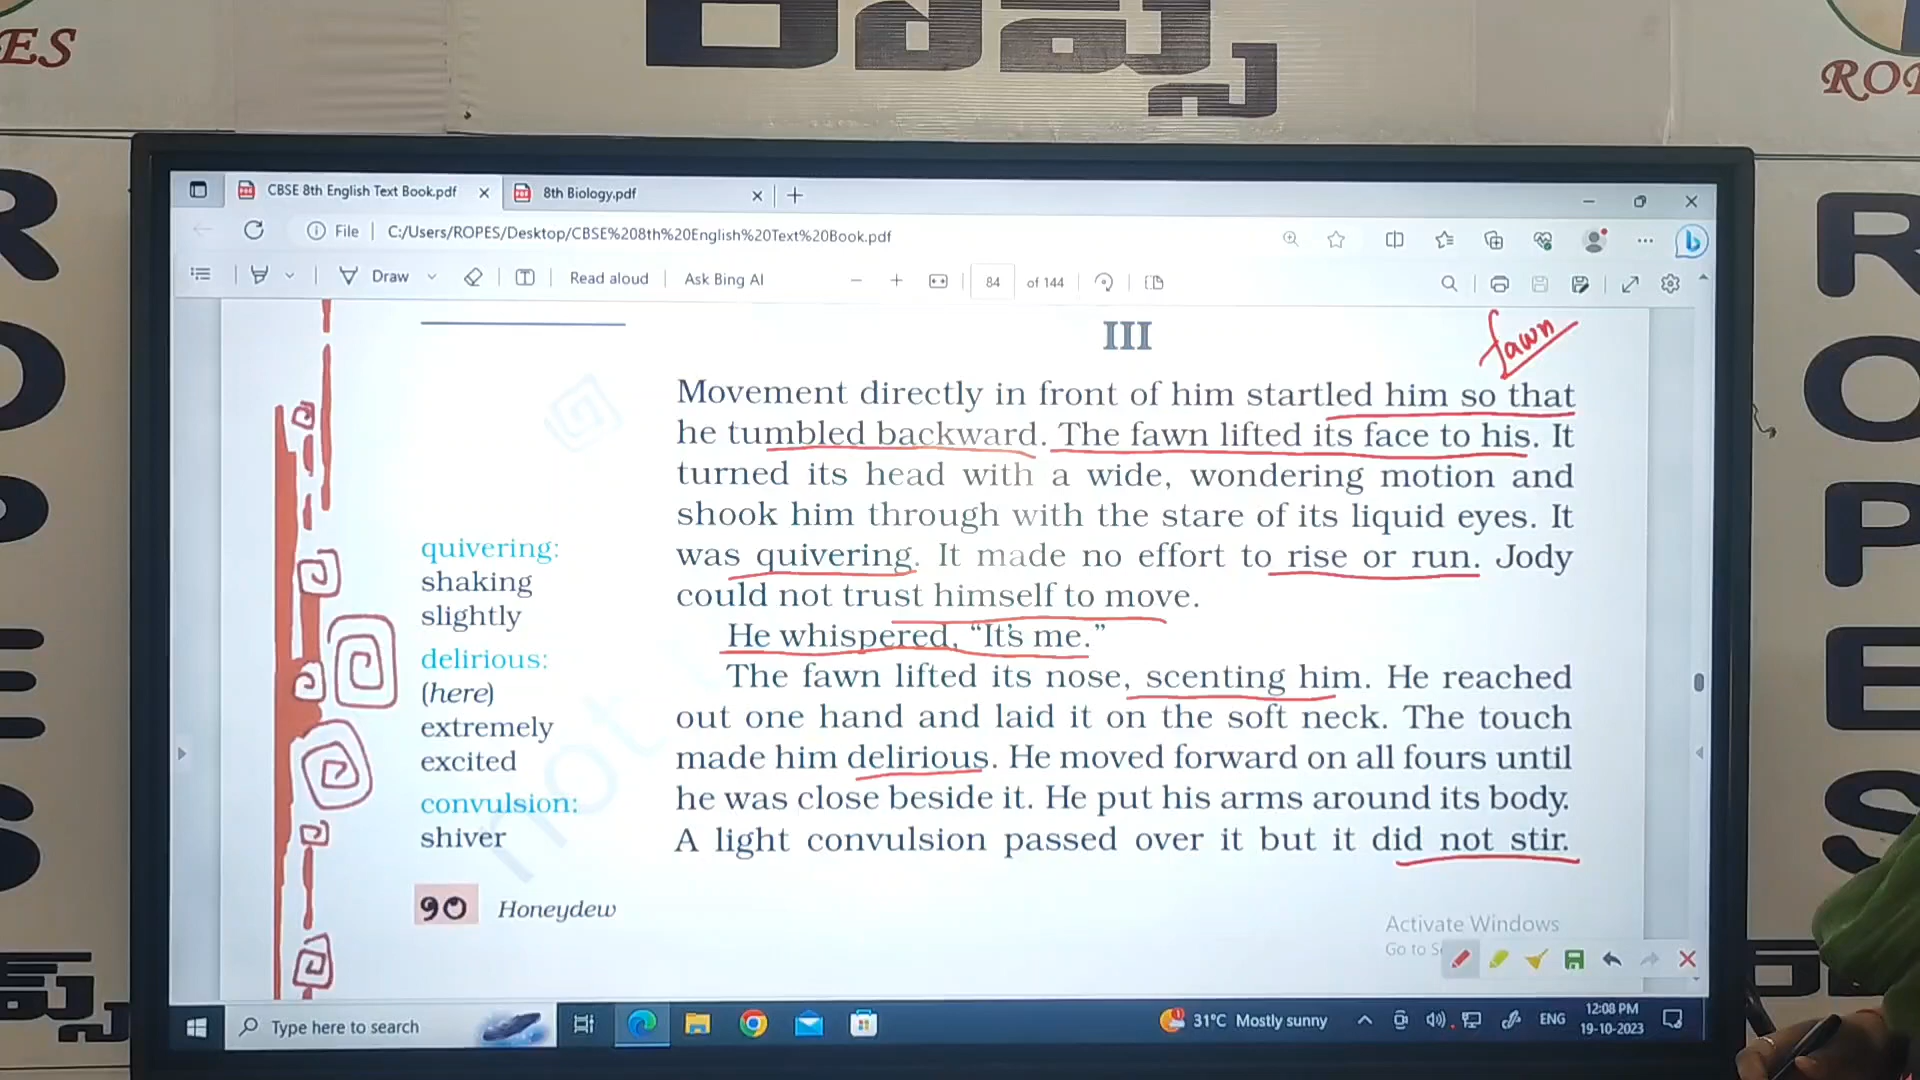 ES
ROPES
ROPES
ROPES
CBSE 8th English Text Book.pdf
8th Biology.pdf
File
C:/Users/ROPES/Desktop/CBSE%208th%20English%20Text%20Book.pdf
Draw
Read aloud
Ask Bing AI
84
of 144
III
fawn
Movement directly in front of him startled him so that
he tumbled backward. The fawn lifted its face to his. It
turned its head with a wide, wondering motion and
shook him through with the stare of its liquid eyes. It
was quivering. It made no effort to rise or run. Jody
could not trust himself to move.
He whispered, “It’s me.”
The fawn lifted its nose, scenting him. He reached
out one hand and laid it on the soft neck. The touch
made him delirious. He moved forward on all fours until
he was close beside it. He put his arms around its body.
A light convulsion passed over it but it did not stir.
quivering:
shaking
slightly
delirious:
(here)
extremely
excited
convulsion:
shiver
90
Honeydew
not
Activate Windows
Go to S
Type here to search
31°C Mostly sunny
ENG
12:08 PM
19-10-2023